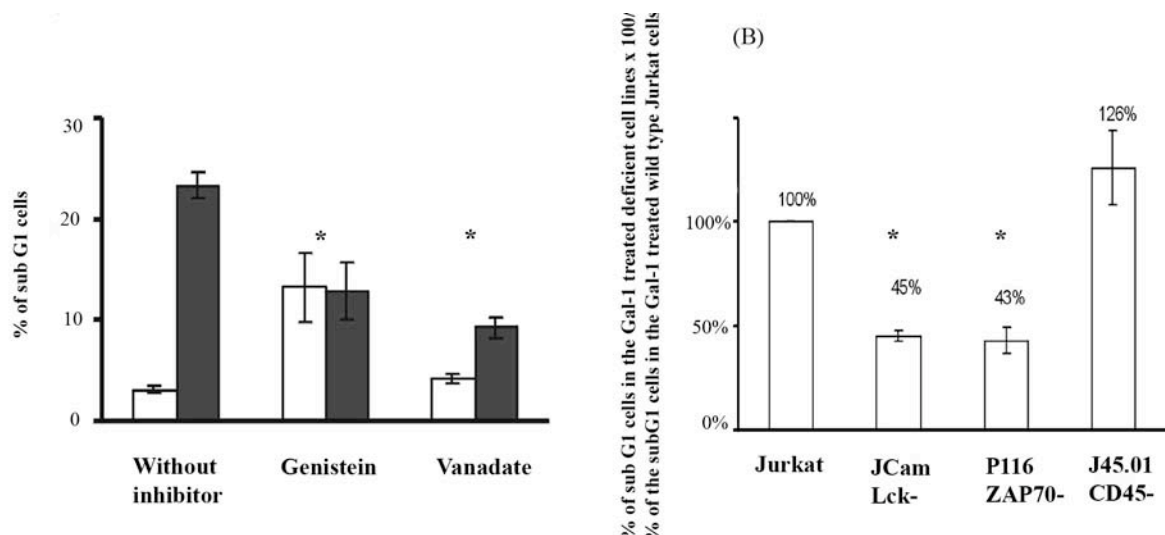 30
20
10
0
% of sub G1 cells
*
*
Without
inhibitor
Genistein
Vanadate
(B)
% of sub G1 cells in the Gal-1 treated deficient cell lines x 100/
% of the subG1 cells in the Gal-1 treated wild type Jurkat cells
100%
50%
0%
100%
*
45%
*
43%
126%
Jurkat
JCam
Lck-
P116
ZAP70-
J45.01
CD45-